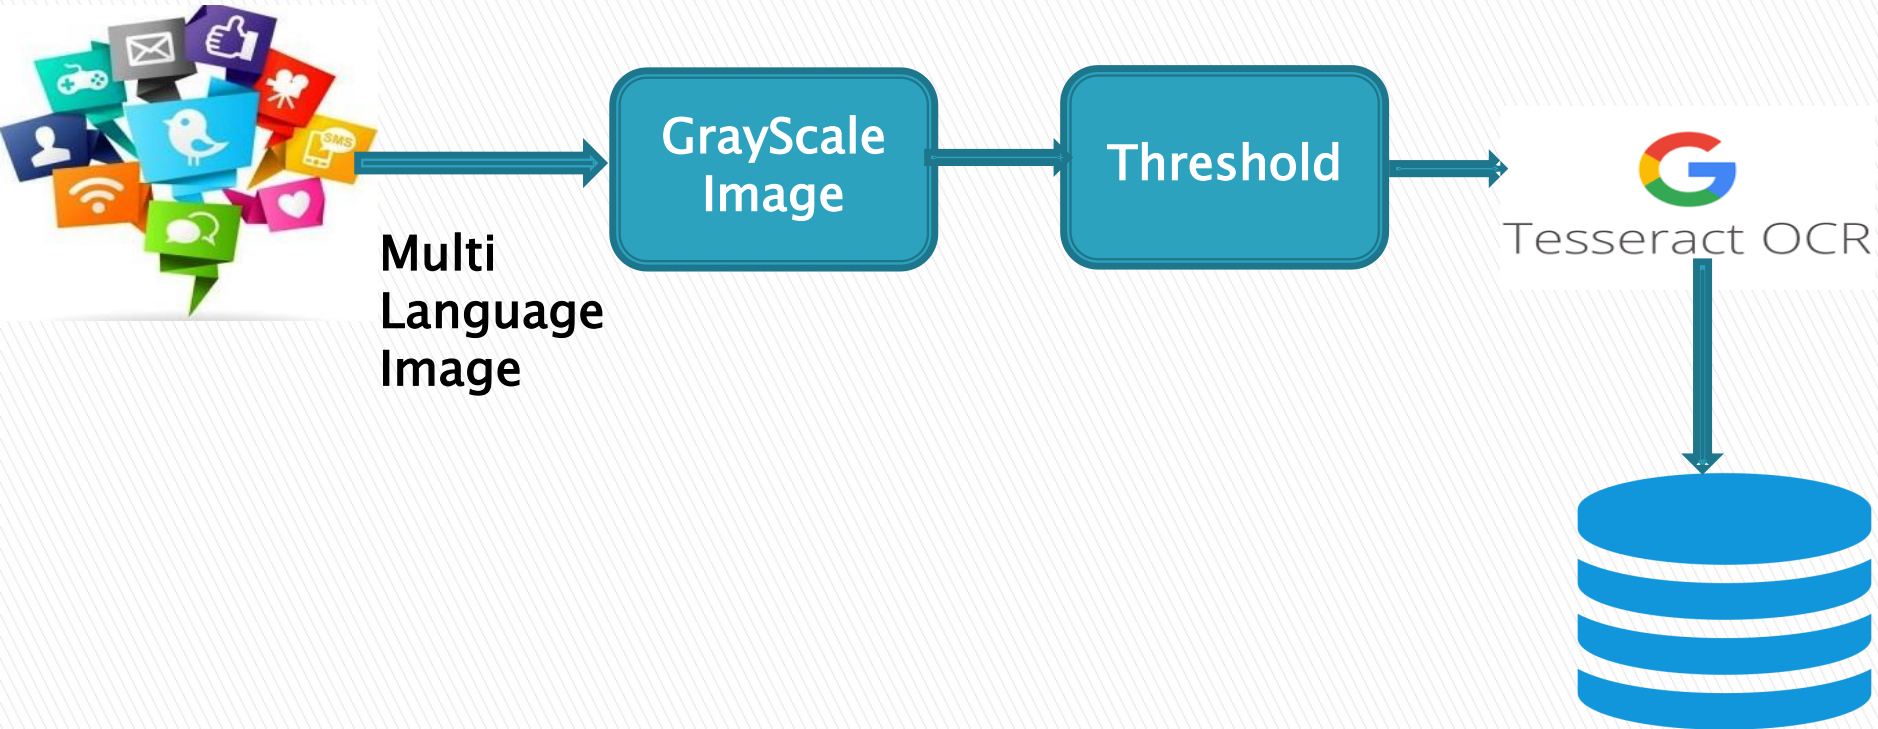 SMS
Multi
Language
Image
GrayScale
Image
Threshold
Tesseract OCR